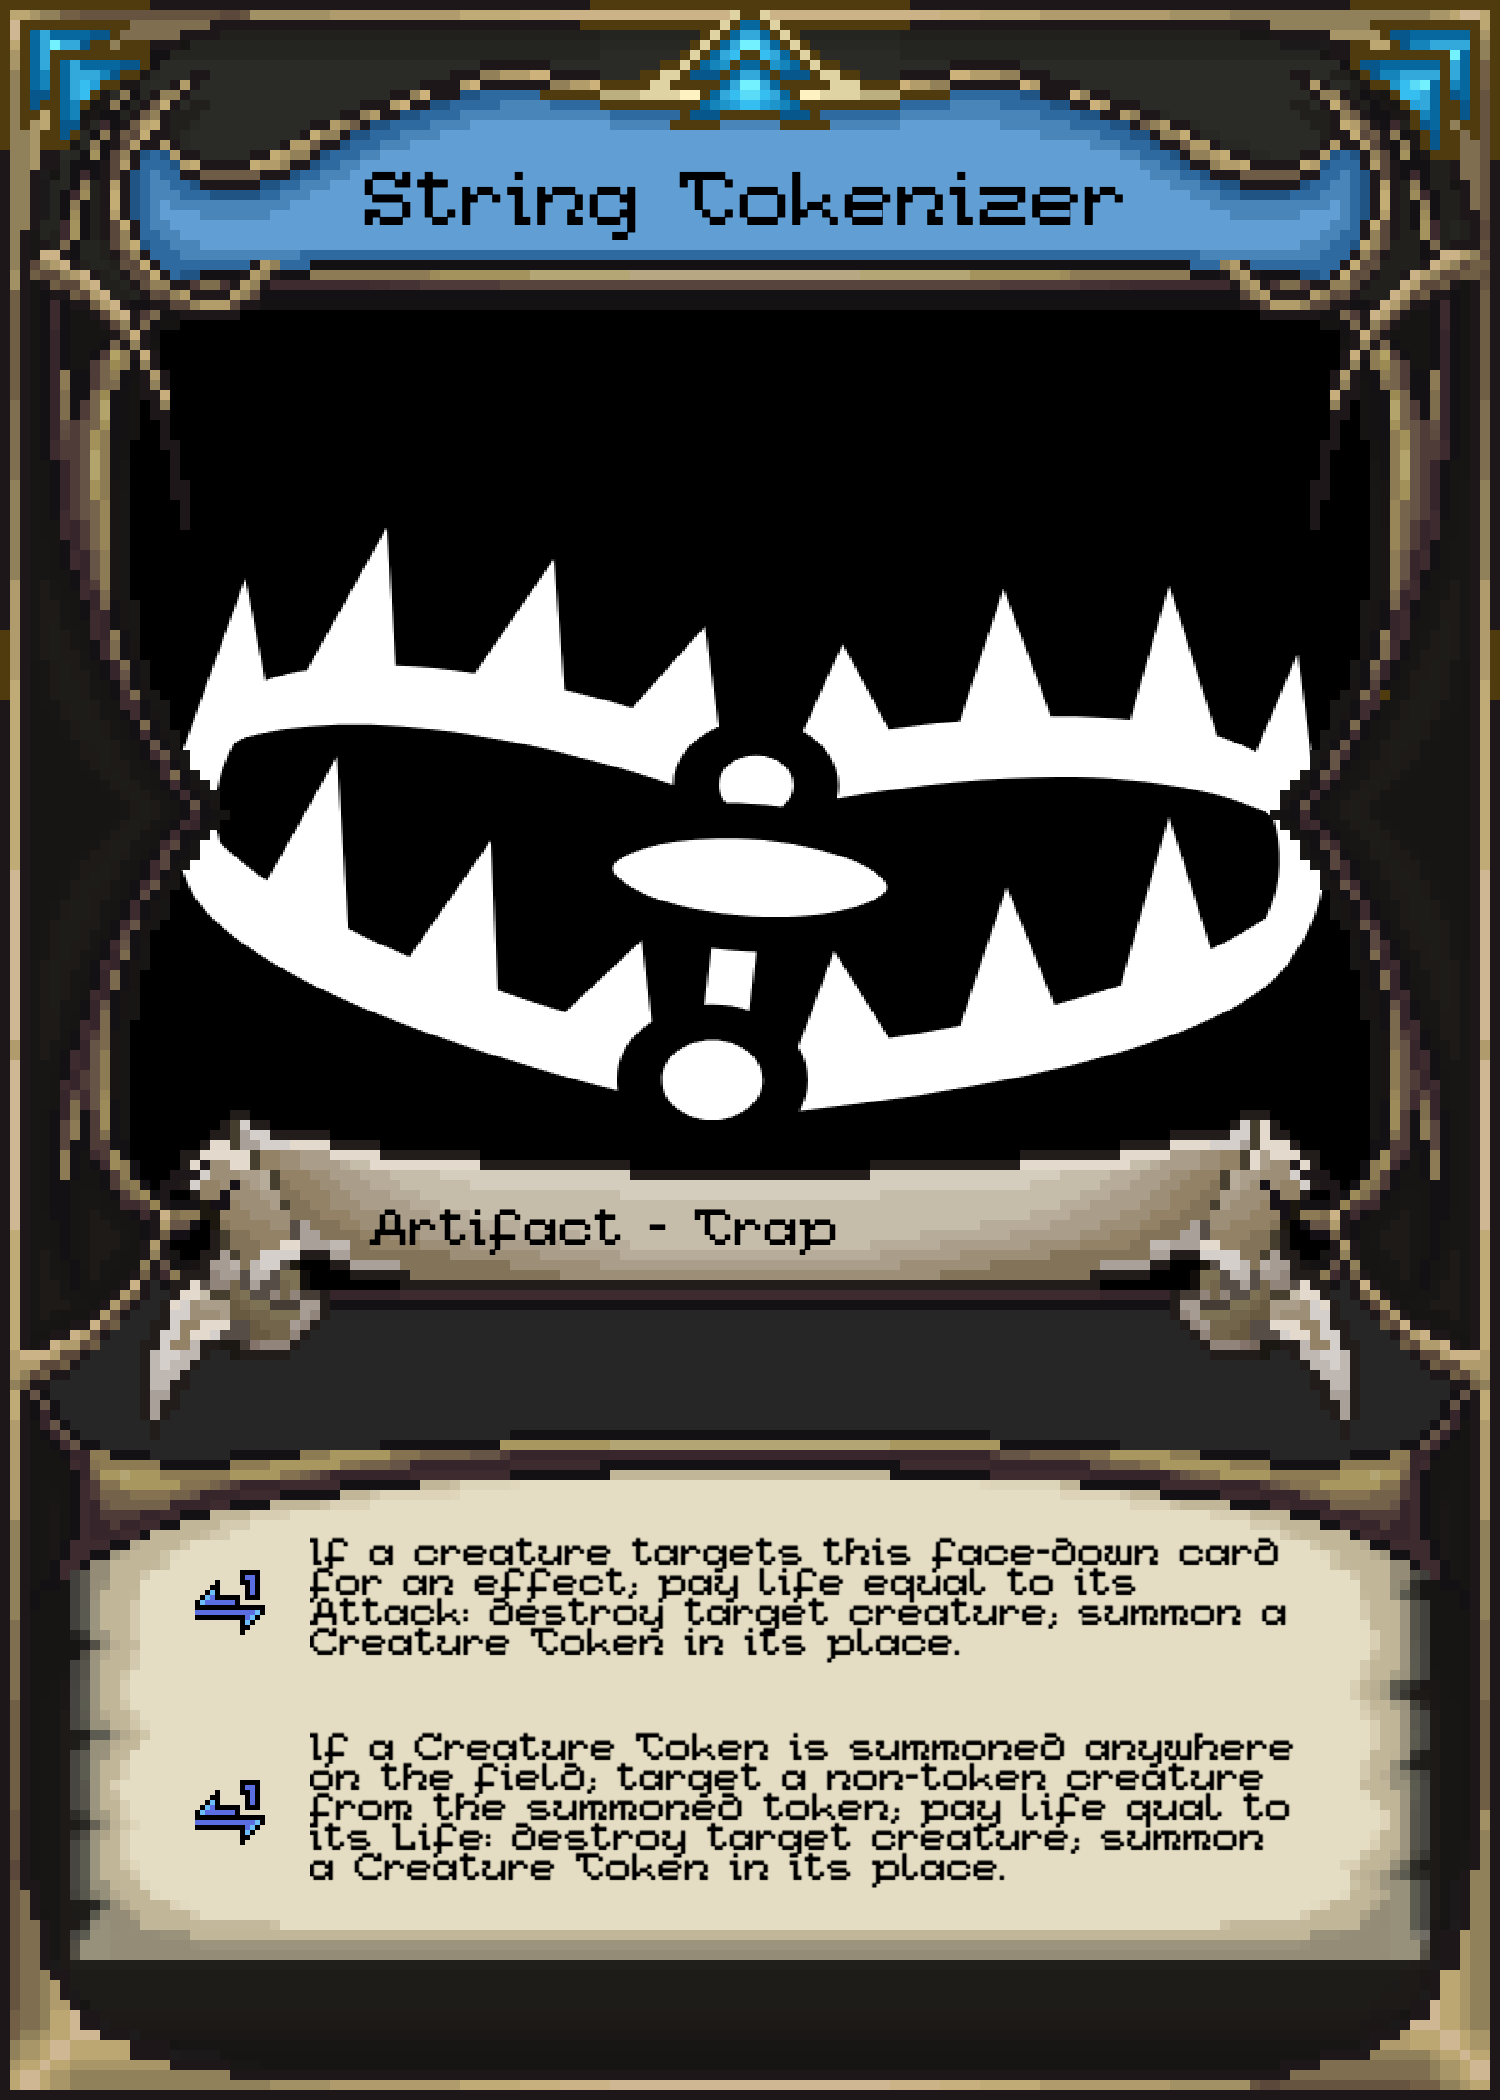 String Tokenizer
Artifact - Trap
1
If a creature targets this face-down card
for an effect; pay life equal to its
Attack: destroy target creature; summon a
Creature Token in its place.
1
If a Creature Token is summoned anywhere
on the field; target a non-token creature
from the summoned token; pay life qual to
its Life: destroy target creature; summon
a Creature Token in its place.